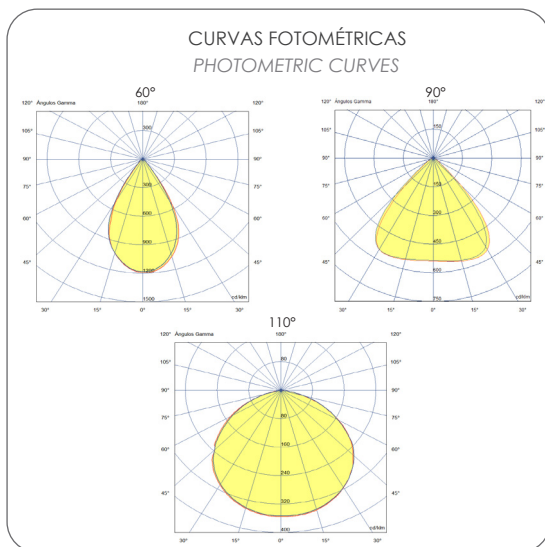 CURVAS FOTOMÉTRICAS
PHOTOMETRIC CURVES
60º
120° Ángulos Gamma 180° 120°
105° 300 105°
90° 90°
75° 300 75°
60° 600 60°
900
45° 1200 45°
1500 cd/klm
30° 15° 0° 15° 30°
90º
120° Ángulos Gamma 180° 120°
105° 150 105°
90° 90°
75° 150 75°
60° 300 60°
450
45° 600 45°
750 cd/klm
30° 15° 0° 15° 30°
110º
120° Ángulos Gamma 180° 120°
105° 80 105°
90° 90°
75° 80 75°
60° 160 60°
240
45° 320 45°
400 cd/klm
30° 15° 0° 15° 30°